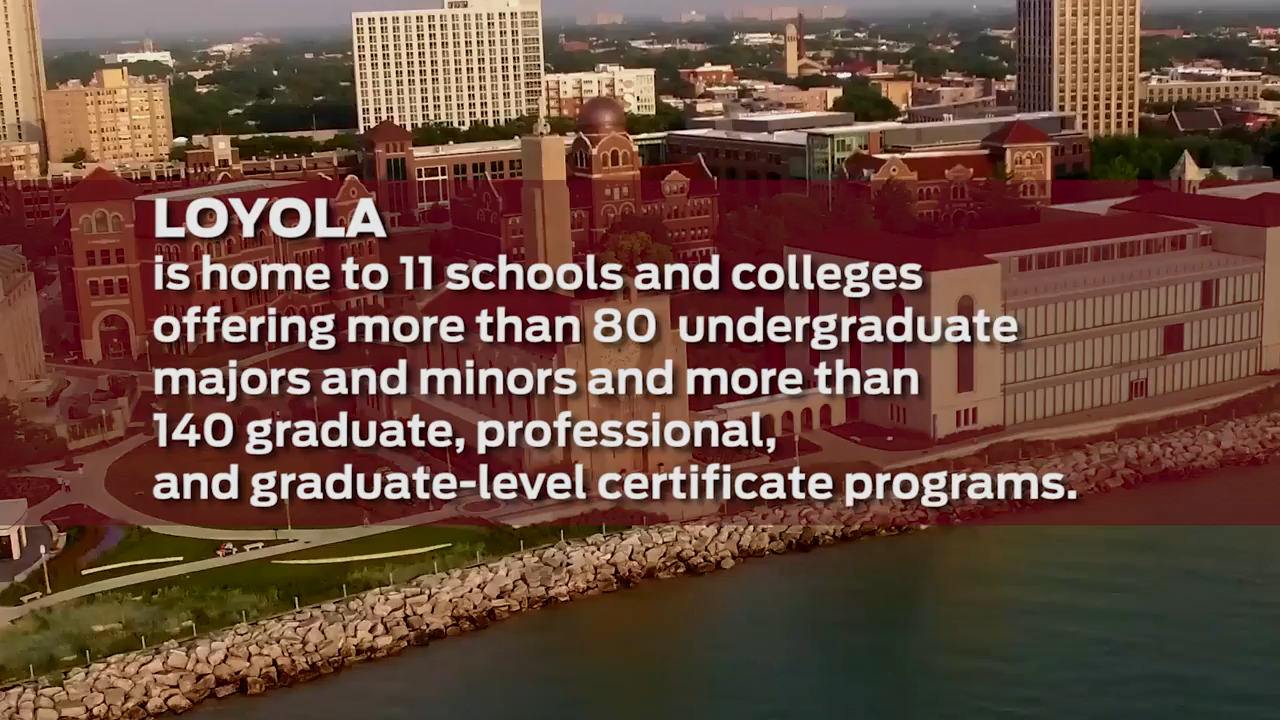 LOYOLA
is home to 11 schools and colleges
offering more than 80 undergraduate
majors and minors and more than
140 graduate, professional,
and graduate-level certificate programs.